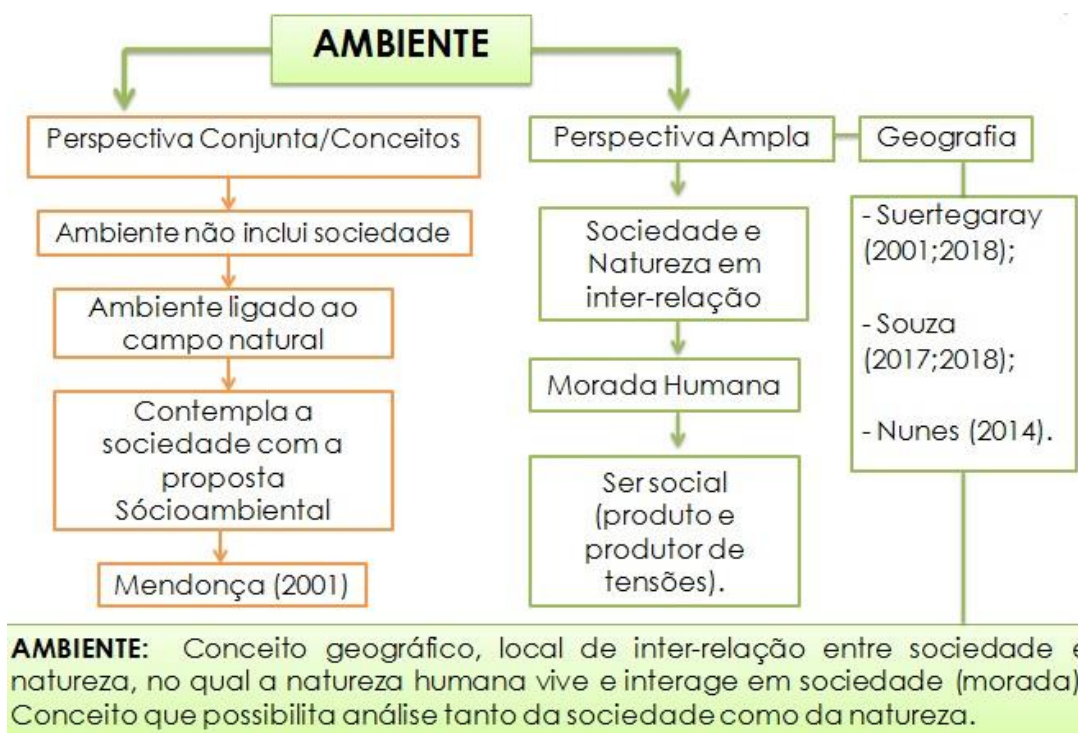 AMBIENTE
Perspectiva Conjunta/Conceitos
Ambiente não inclui sociedade
Ambiente ligado ao
campo natural
Contempla a
sociedade com a
proposta
Sócioambiental
Mendonça (2001)
Perspectiva Ampla
Sociedade e
Natureza em
inter-relação
Morada Humana
Ser social
(produto e
produtor de
tensões).
Geografia
- Suertegaray
(2001;2018);
- Souza
(2017;2018);
- Nunes (2014).
AMBIENTE: Conceito geográfico, local de inter-relação entre sociedade e
natureza, no qual a natureza humana vive e interage em sociedade (morada)
Conceito que possibilita análise tanto da sociedade como da natureza.